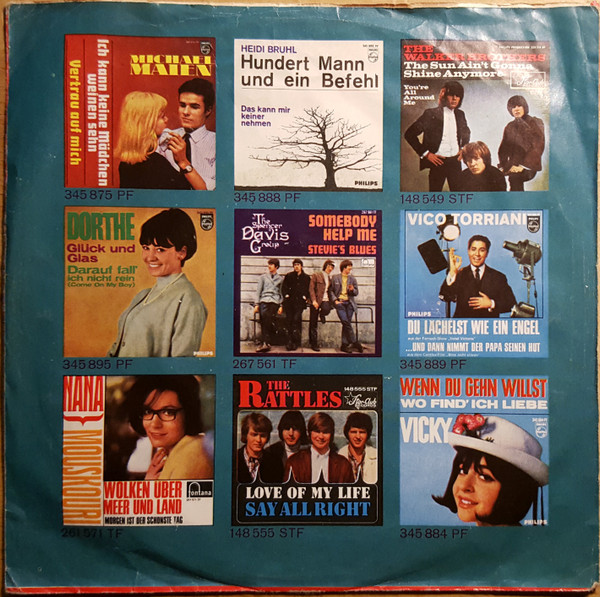 Ich kann keine Mädchen
weinen sehn
Vertrau auf mich
MICHAEL
MAIEN
345 875 PF
HEIDI BRUHL
Hundert Mann
und ein Befehl
Das kann mir
keiner
nehmen
PHILIPS
345 888 PF
THE
WALKER BROTHERS
The Sun Ain't Gonna
Shine Anymore
You're
All
Around
Me
148 549 STF
DORTHE
Glück und
Glas
Darauf fall'
ich nicht rein
(Come On My Boy)
PHILIPS
345 895 PF
The
Spencer
Davis
Group
SOMEBODY
HELP ME
STEVIE'S BLUES
267 561 TF
VICO TORRIANI
PHILIPS
DU LÄCHELST WIE EIN ENGEL
...UND DANN NIMMT DER PAPA SEINEN HUT
345 889 PF
NANA
MOUSKOURI
WOLKEN ÜBER
MEER UND LAND
MORGEN IST DER SCHÖNSTE TAG
fontana
261 571 TF
THE
RATTLES
148 555 STF
Star-Club
LOVE OF MY LIFE
SAY ALL RIGHT
148 555 STF
WENN DU GEHN WILLST
WO FIND' ICH LIEBE
VICKY
PHILIPS
345 884 PF